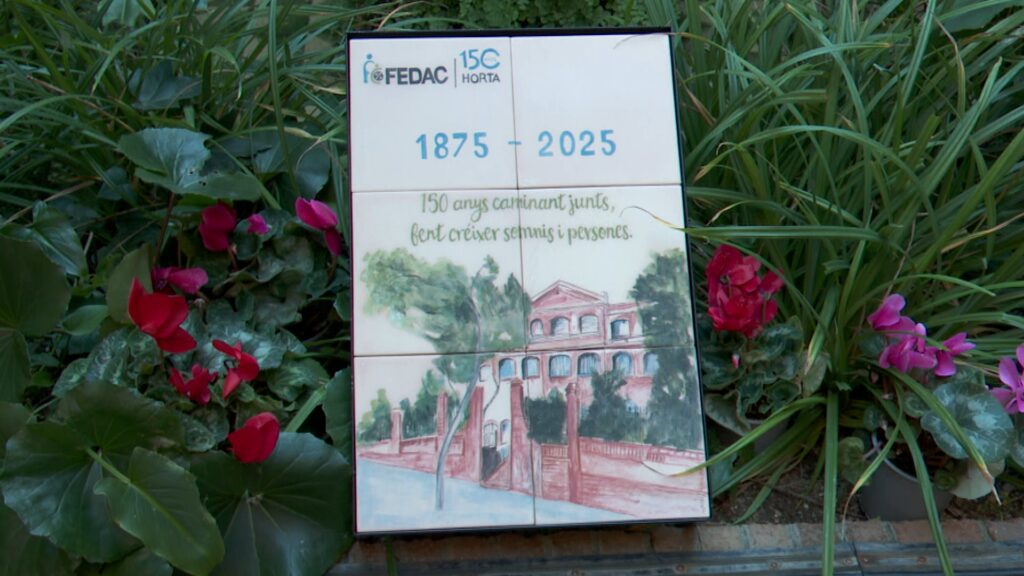 FEDAC
150
HORTA
1875 - 2025
150 anys caminant junts,
fent créixer somnis i persones.